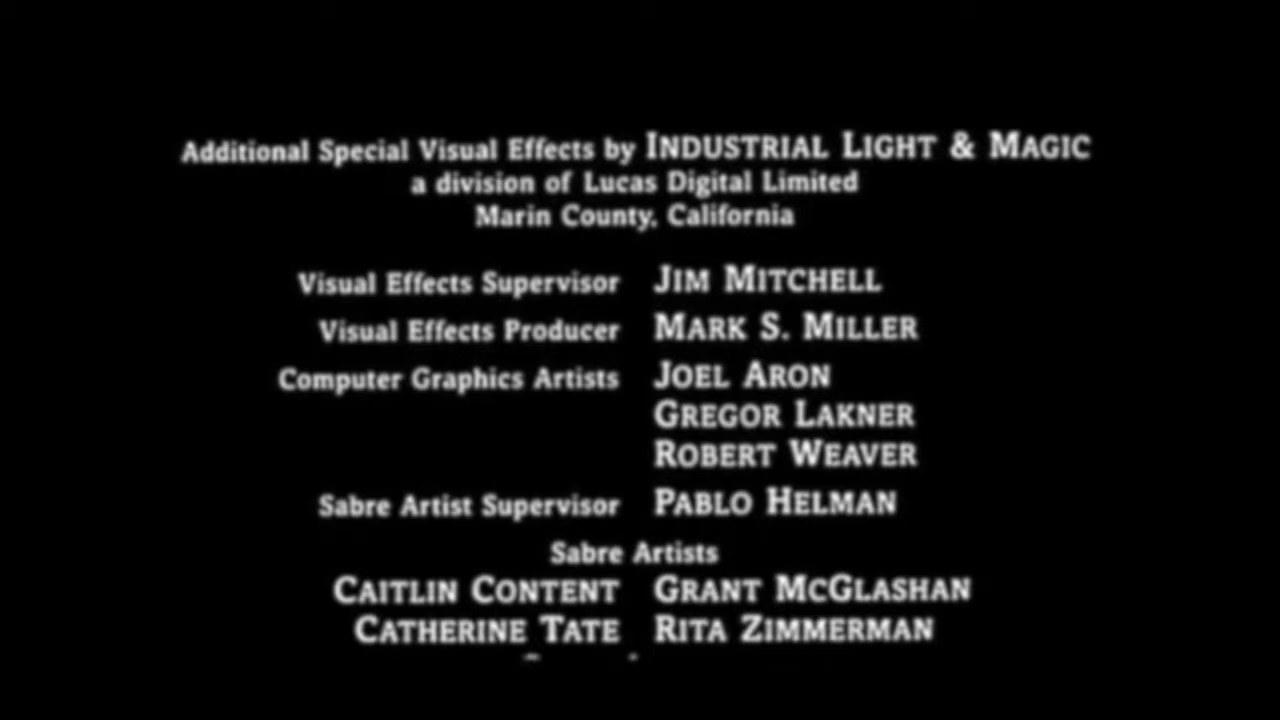 Additional Special Visual Effects by INDUSTRIAL LIGHT & MAGIC
a division of Lucas Digital Limited
Marin County, California
Visual Effects Supervisor JIM MITCHELL
Visual Effects Producer MARK S. MILLER
Computer Graphics Artists JOEL ARON
GREGOR LAKNER
ROBERT WEAVER
Sabre Artist Supervisor PABLO HELMAN
Sabre Artists
CAITLIN CONTENT GRANT MCGLASHAN
CATHERINE TATE RITA ZIMMERMAN